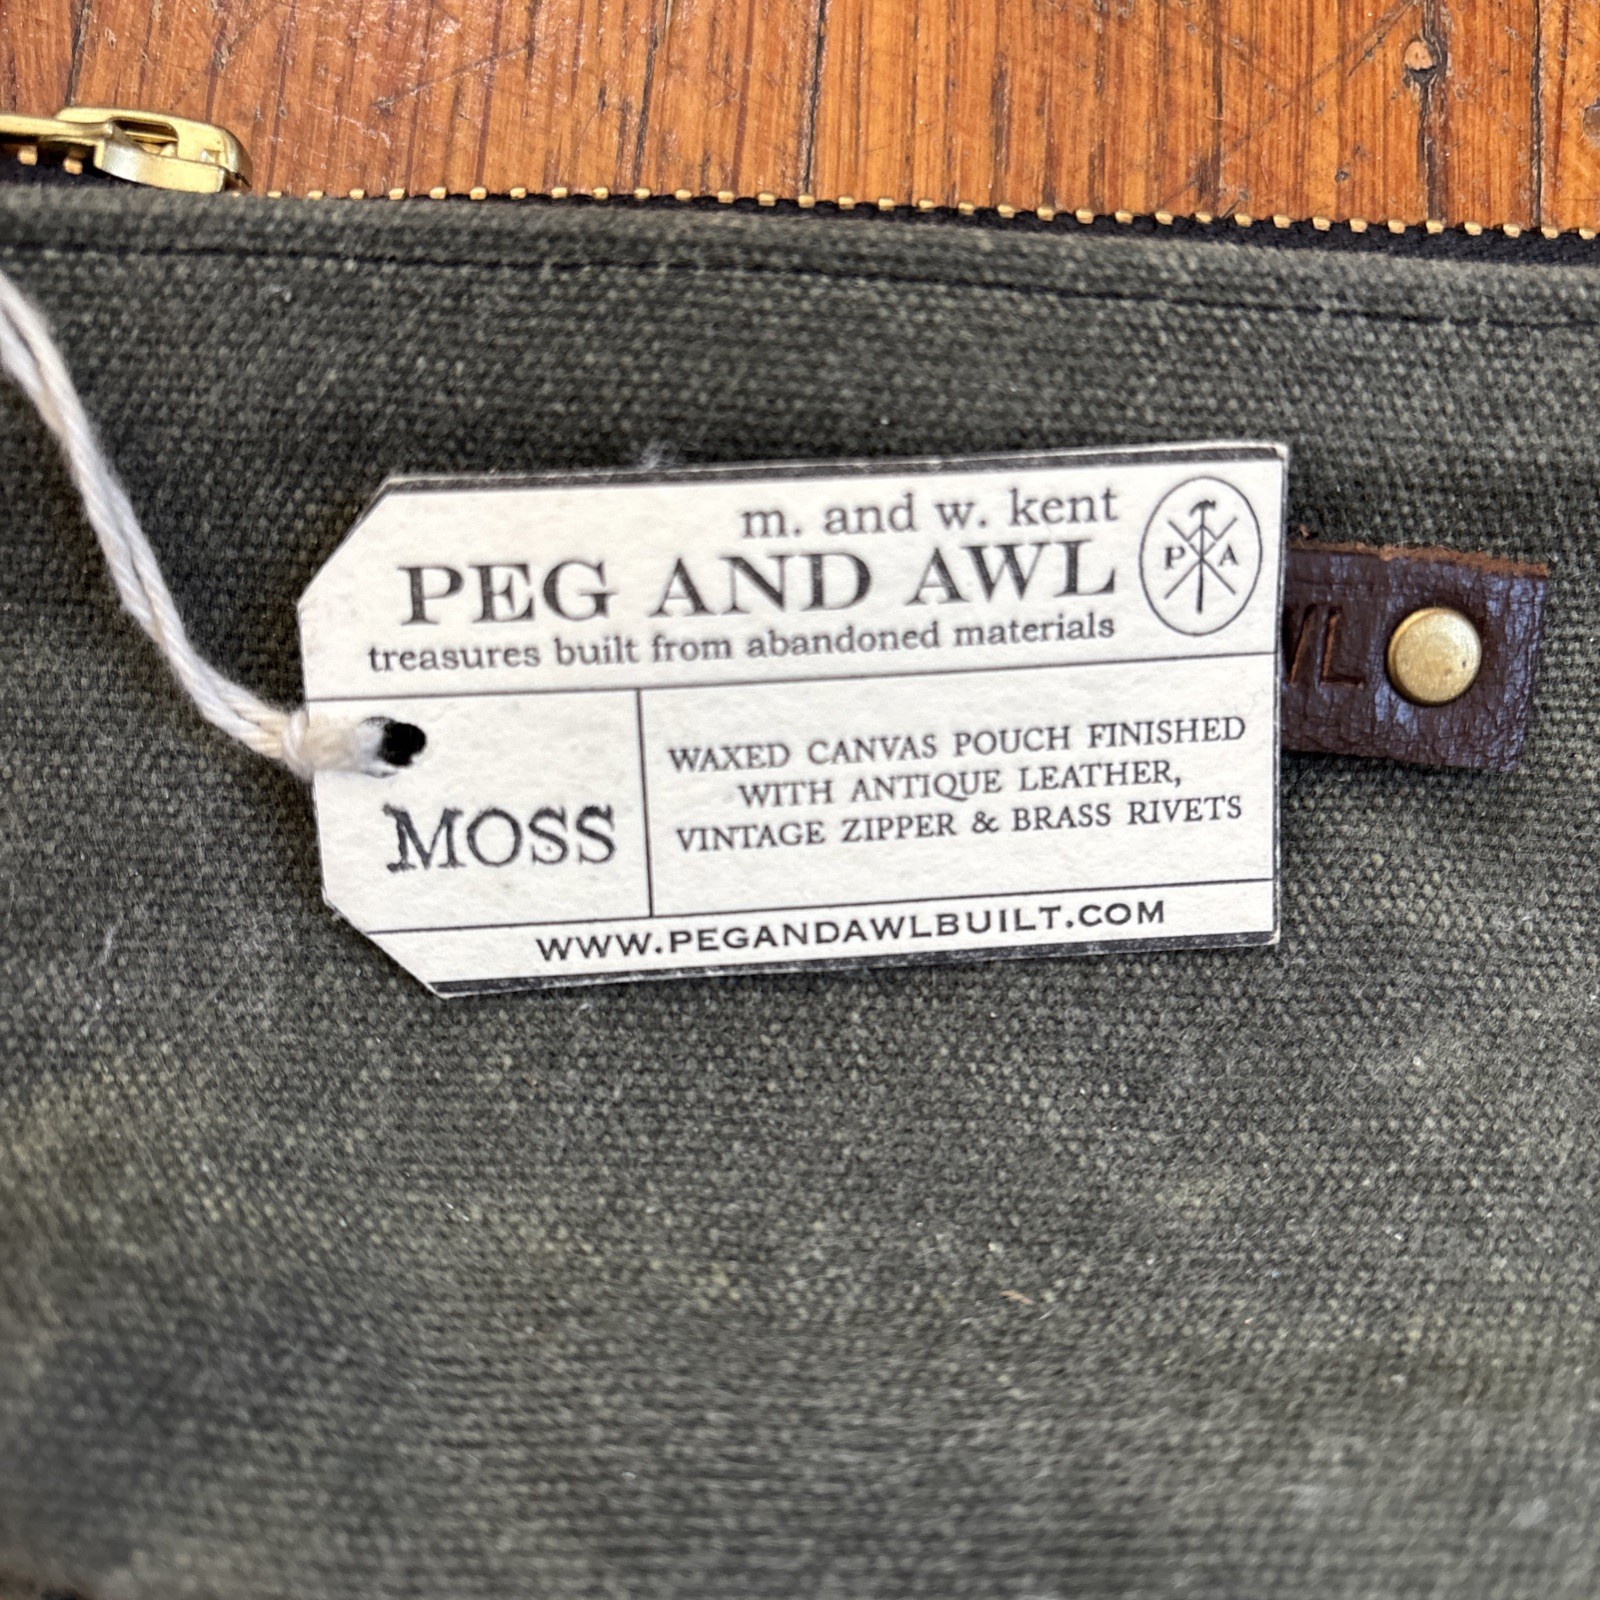 m. and w. kent
PEG AND AWL
P A
treasures built from abandoned materials
MOSS
WAXED CANVAS POUCH FINISHED
WITH ANTIQUE LEATHER,
VINTAGE ZIPPER & BRASS RIVETS
WWW.PEGANDAWLBUILT.COM
WL